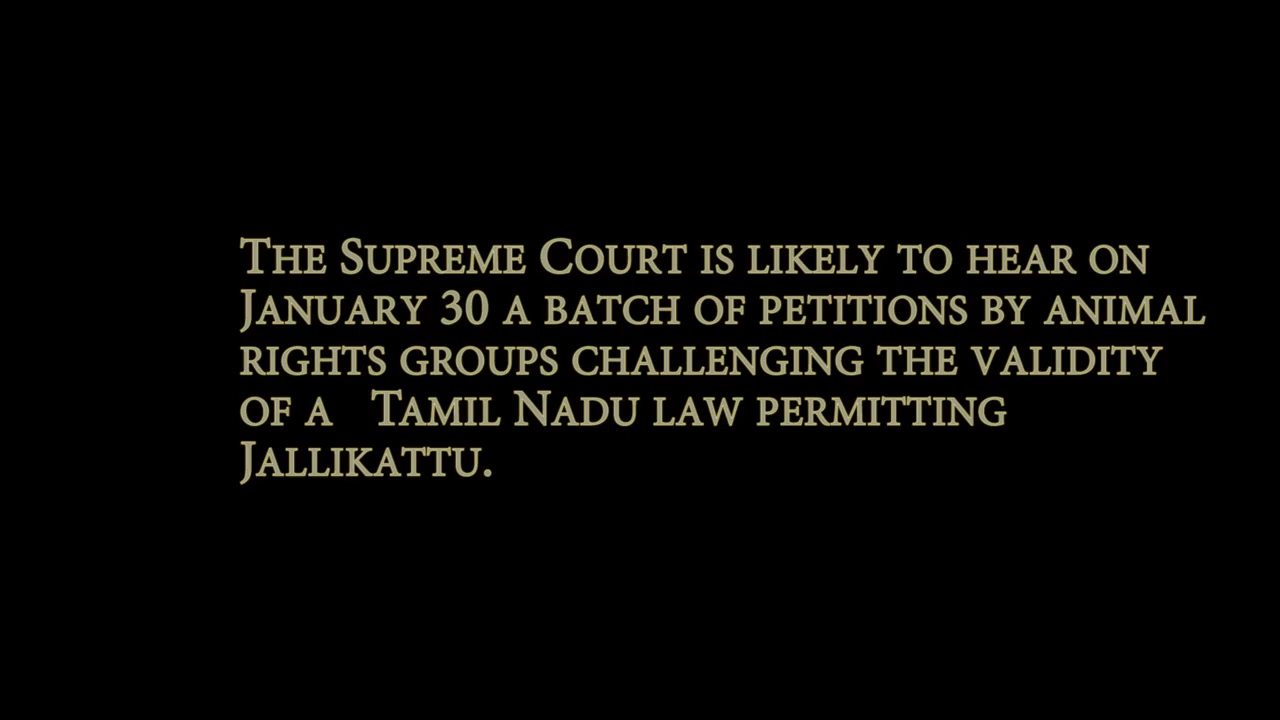 The Supreme Court is likely to hear on
January 30 a batch of petitions by animal
rights groups challenging the validity
of a   Tamil Nadu law permitting
Jallikattu.